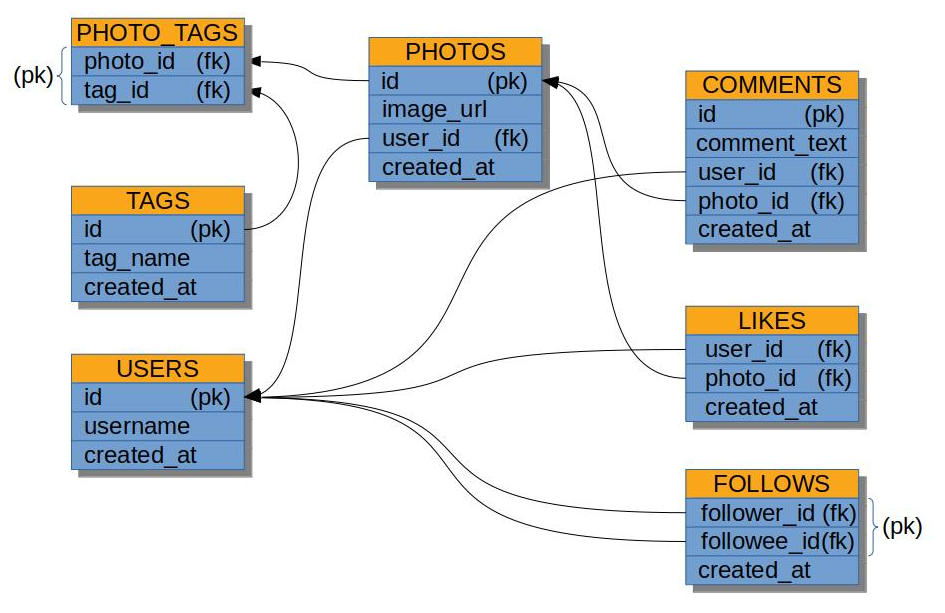 PHOTO_TAGS
(pk)
photo_id (fk)
tag_id (fk)
PHOTOS
id (pk)
image_url
user_id (fk)
created_at
COMMENTS
id (pk)
comment_text
user_id (fk)
photo_id (fk)
created_at
TAGS
id (pk)
tag_name
created_at
LIKES
user_id (fk)
photo_id (fk)
created_at
USERS
id (pk)
username
created_at
FOLLOWS
follower_id (fk)
followee_id(fk)
(pk)
created_at